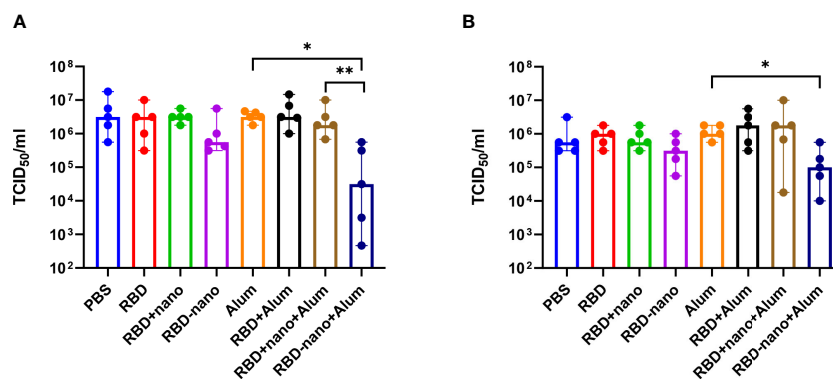 A
TCID50/ml
10^8
10^7
10^6
10^5
10^4
10^3
10^2
*
**
PBS
RBD
RBD+nano
RBD-nano
Alum
RBD+Alum
RBD+nano+Alum
RBD-nano+Alum
B
TCID50/ml
10^8
10^7
10^6
10^5
10^4
10^3
10^2
*
PBS
RBD
RBD+nano
RBD-nano
Alum
RBD+Alum
RBD+nano+Alum
RBD-nano+Alum